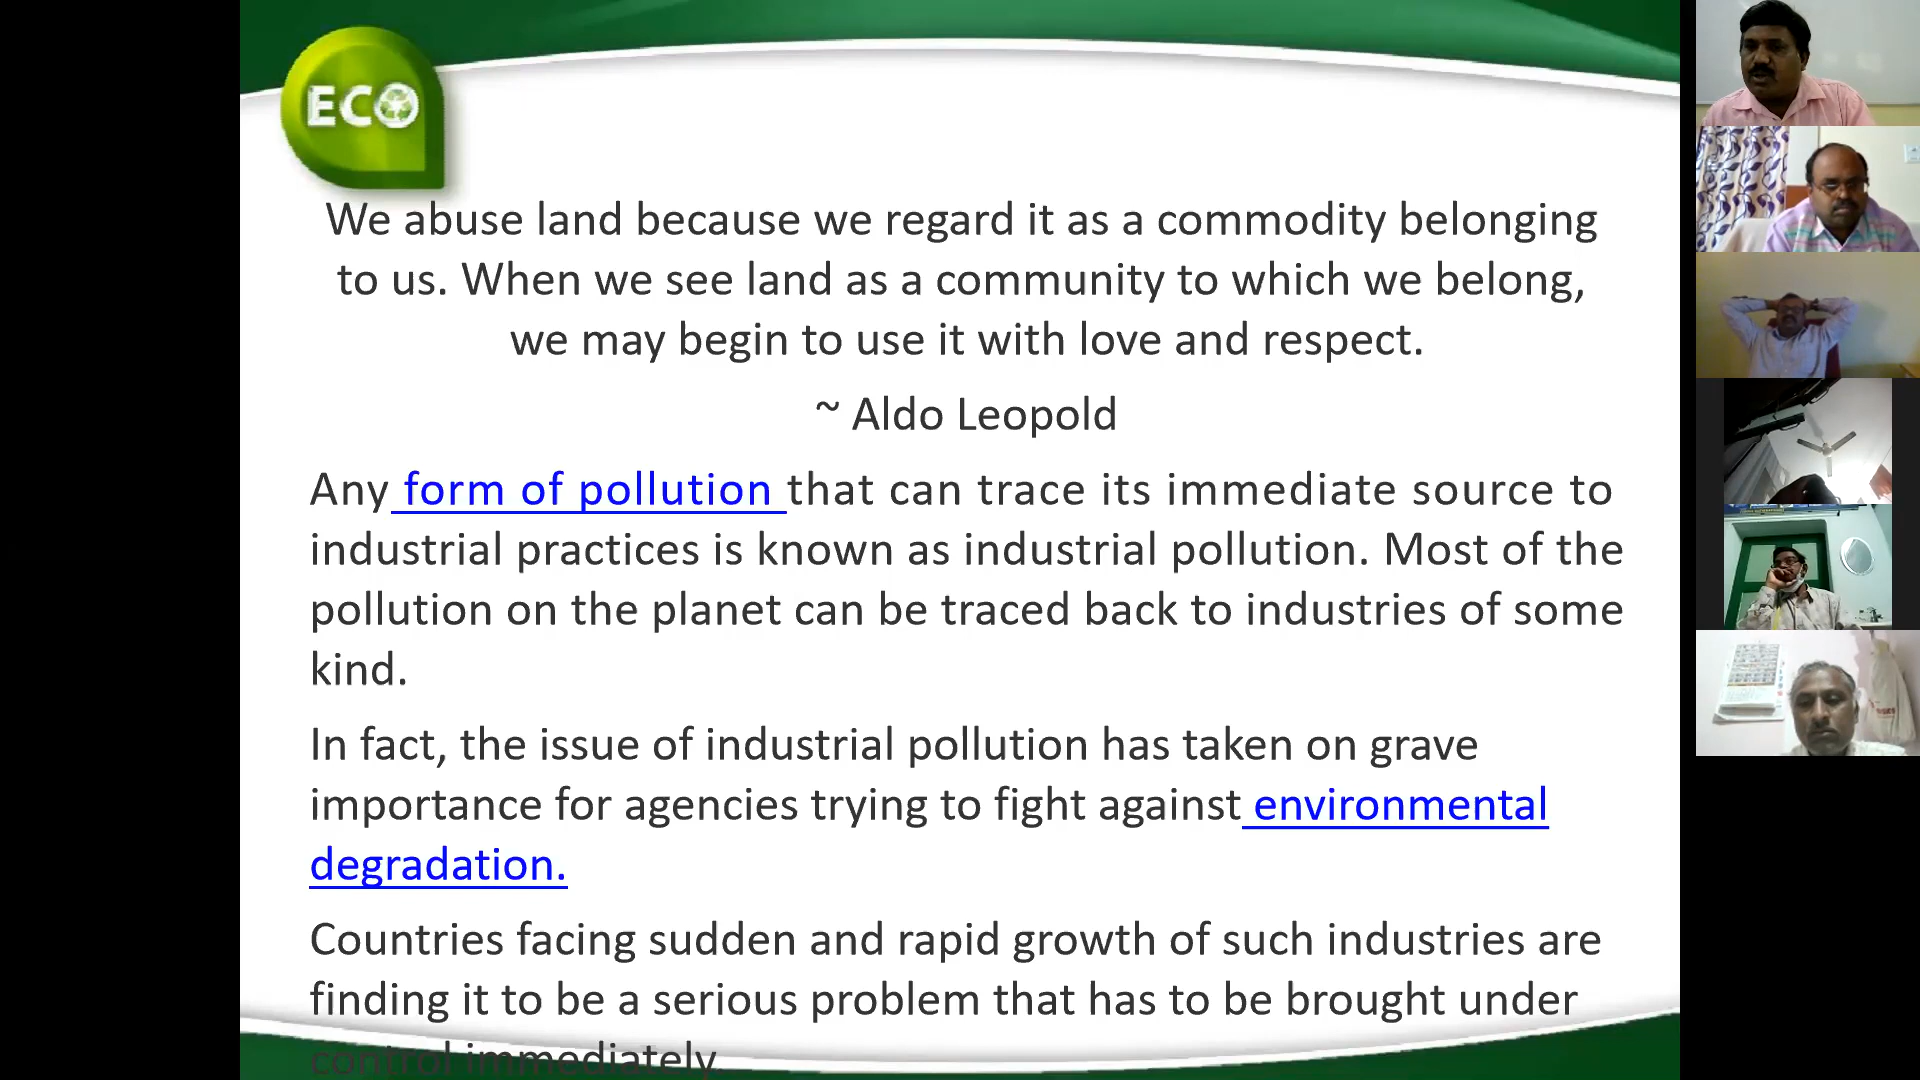 ECO
We abuse land because we regard it as a commodity belonging
to us. When we see land as a community to which we belong,
we may begin to use it with love and respect.
~ Aldo Leopold
Any form of pollution that can trace its immediate source to
industrial practices is known as industrial pollution. Most of the
pollution on the planet can be traced back to industries of some
kind.
In fact, the issue of industrial pollution has taken on grave
importance for agencies trying to fight against environmental
degradation.
Countries facing sudden and rapid growth of such industries are
finding it to be a serious problem that has to be brought under
control immediately.